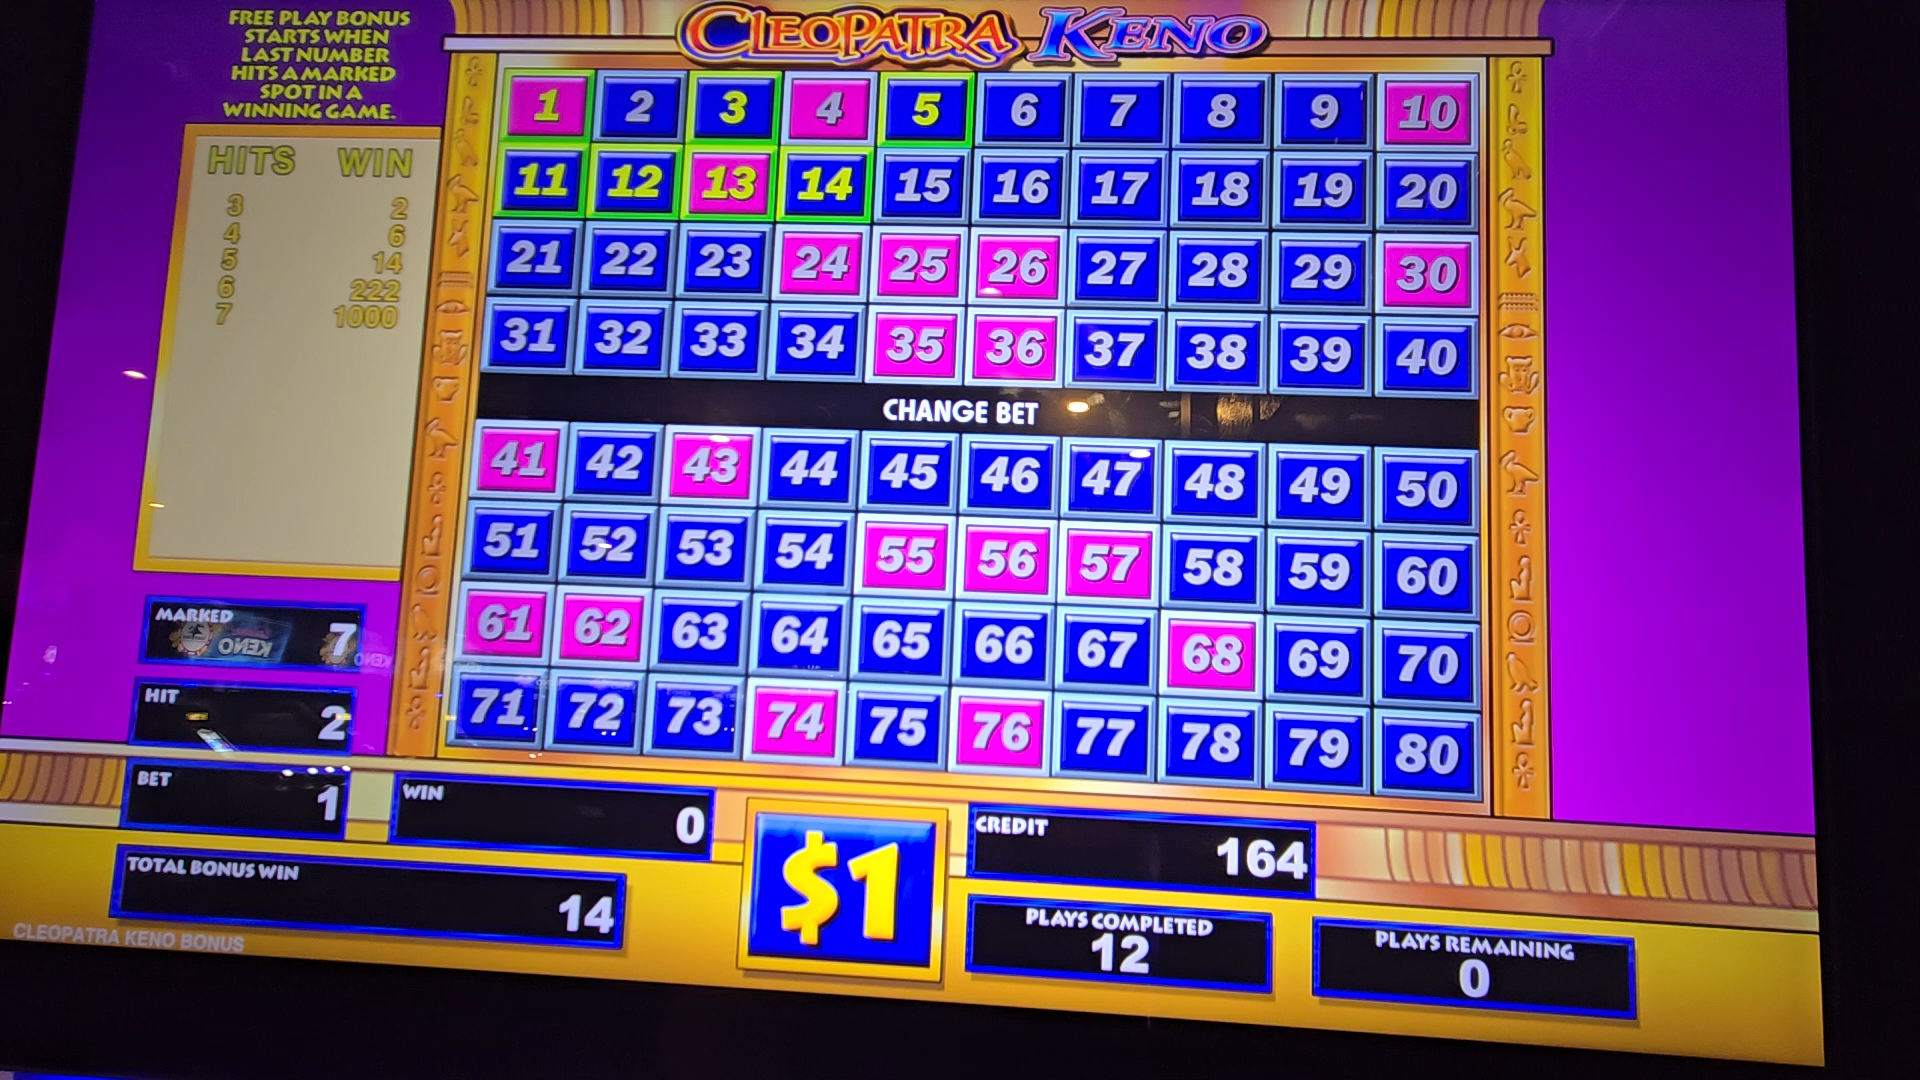 CLEOPATRA KENO
FREE PLAY BONUS
STARTS WHEN
LAST NUMBER
HITS A MARKED
SPOT IN A
WINNING GAME.
HITS WIN
3 2
4 6
5 14
6 222
7 1000
1 2 3 4 5 6 7 8 9 10
11 12 13 14 15 16 17 18 19 20
21 22 23 24 25 26 27 28 29 30
31 32 33 34 35 36 37 38 39 40
CHANGE BET
41 42 43 44 45 46 47 48 49 50
51 52 53 54 55 56 57 58 59 60
61 62 63 64 65 66 67 68 69 70
71 72 73 74 75 76 77 78 79 80
MARKED 7
HIT 2
BET 1
WIN 0
$1
CREDIT 164
TOTAL BONUS WIN 14
PLAYS COMPLETED
12
PLAYS REMAINING
0
CLEOPATRA KENO BONUS